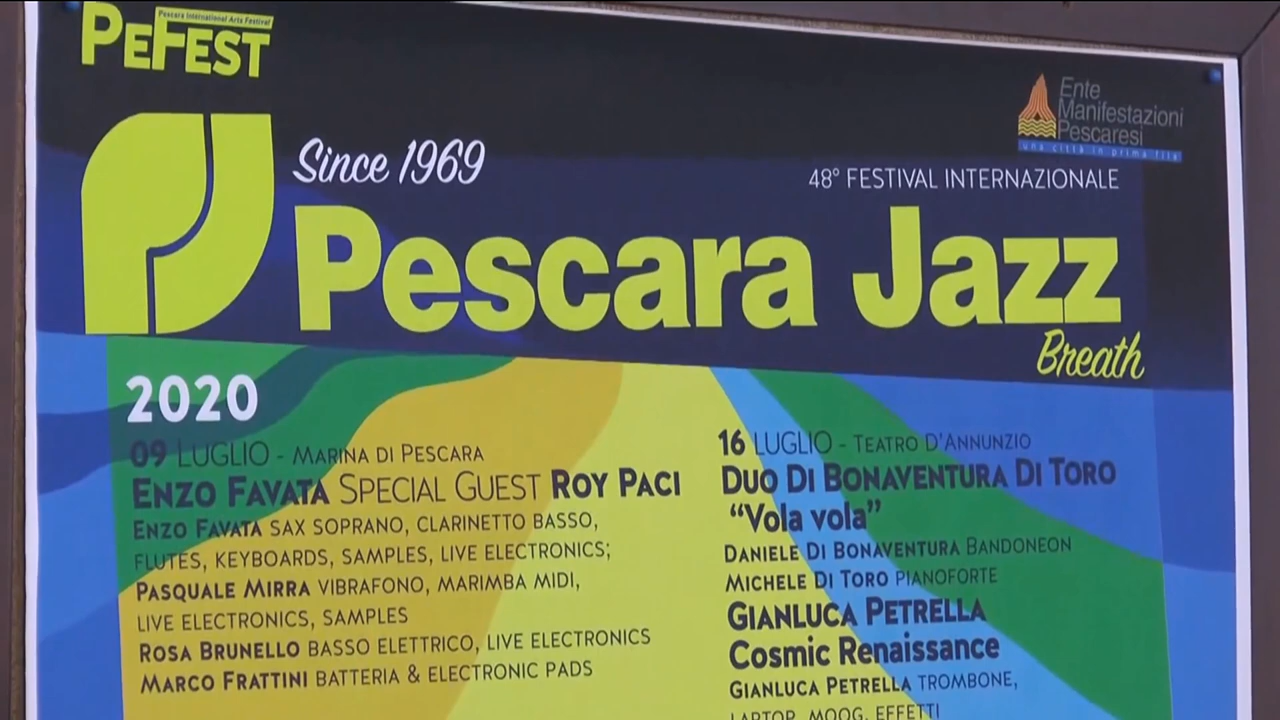 Pescara International Arts Festival
PEFEST
Ente
Manifestazioni
Pescaresi
una città in prima fila
Since 1969
48° FESTIVAL INTERNAZIONALE
Pescara Jazz
Breath
2020
09 LUGLIO - MARINA DI PESCARA
ENZO FAVATA SPECIAL GUEST ROY PACI
ENZO FAVATA SAX SOPRANO, CLARINETTO BASSO,
FLUTES, KEYBOARDS, SAMPLES, LIVE ELECTRONICS;
PASQUALE MIRRA VIBRAFONO, MARIMBA MIDI,
LIVE ELECTRONICS, SAMPLES
ROSA BRUNELLO BASSO ELETTRICO, LIVE ELECTRONICS
MARCO FRATTINI BATTERIA & ELECTRONIC PADS
16 LUGLIO - TEATRO D'ANNUNZIO
DUO DI BONAVENTURA DI TORO
“Vola vola”
DANIELE DI BONAVENTURA BANDONEON
MICHELE DI TORO PIANOFORTE
GIANLUCA PETRELLA
Cosmic Renaissance
GIANLUCA PETRELLA TROMBONE,
LAPTOP, MOOG, EFFETTI